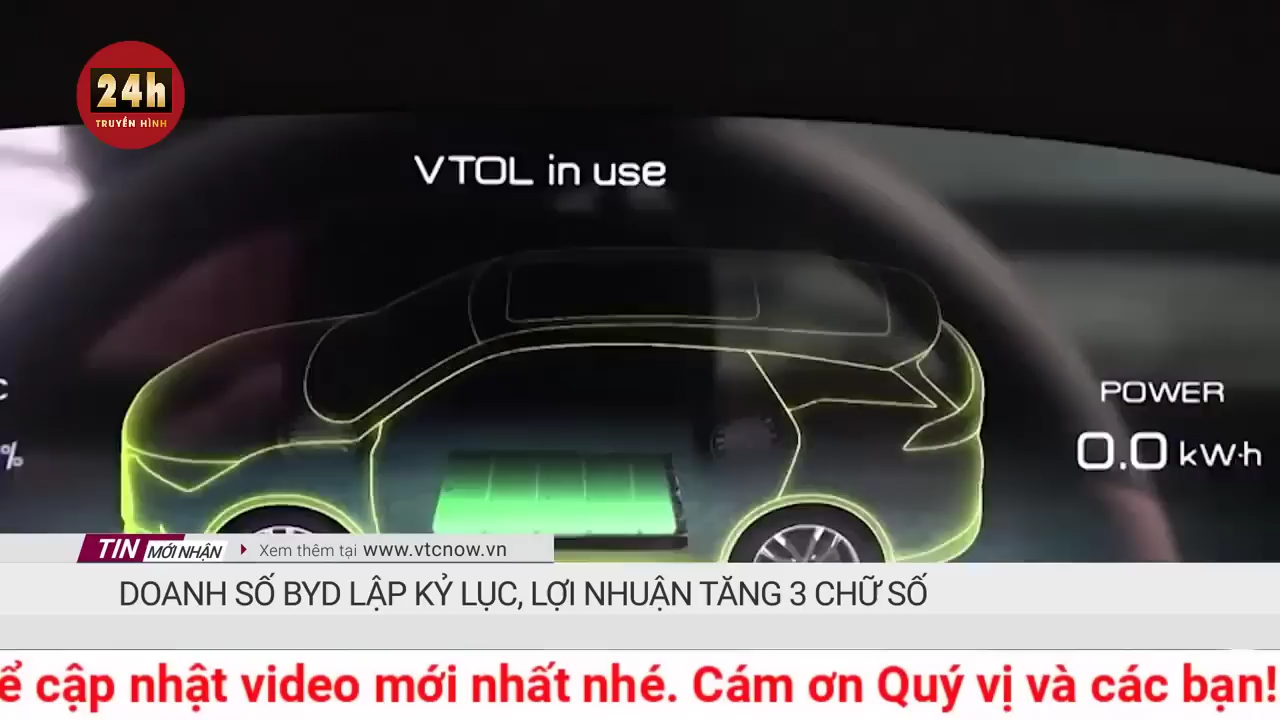 24h
TRUYỀN HÌNH
VTOL in use
C
%
POWER
0.0 kW·h
TIN MỚI NHẬN Xem thêm tại www.vtcnow.vn
DOANH SỐ BYD LẬP KỶ LỤC, LỢI NHUẬN TĂNG 3 CHỮ SỐ
ể cập nhật video mới nhất nhé. Cám ơn Quý vị và các bạn!